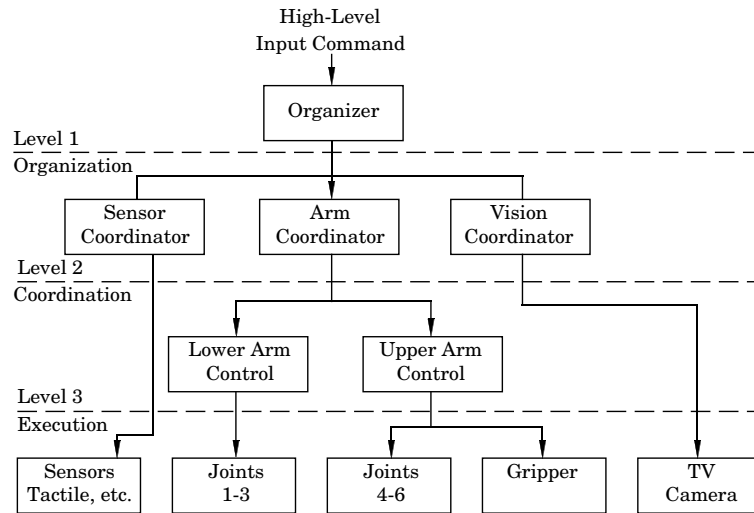 High-Level
Input Command
Organizer
Level 1
Organization
Sensor
Coordinator
Arm
Coordinator
Vision
Coordinator
Level 2
Coordination
Lower Arm
Control
Upper Arm
Control
Level 3
Execution
Sensors
Tactile, etc.
Joints
1-3
Joints
4-6
Gripper
TV
Camera